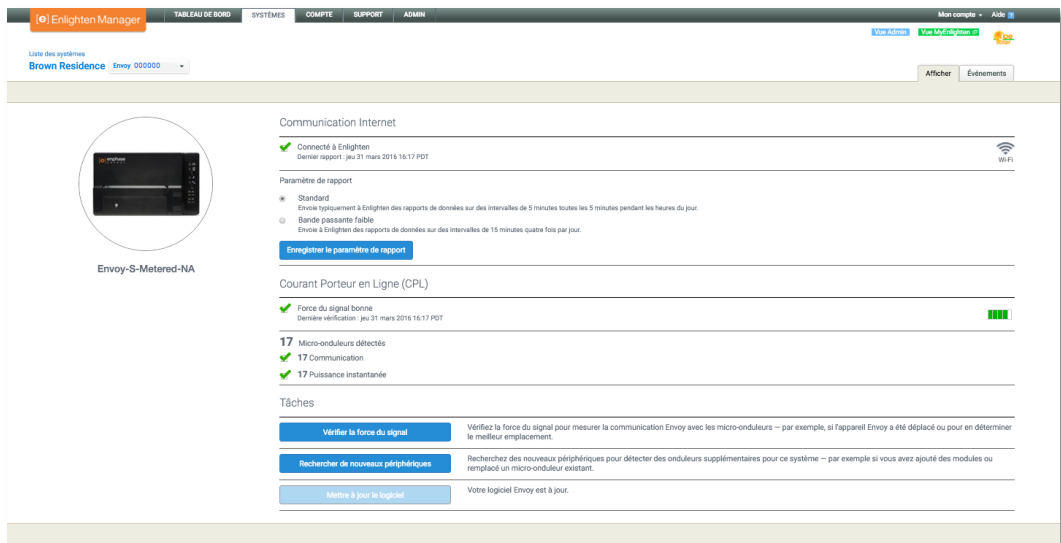 [e] Enlighten Manager TABLEAU DE BORD SYSTÈMES COMPTE SUPPORT ADMIN Mon compte Aide ?
Vue Admin Vue MyEnlighten
Liste des systèmes
Brown Residence Envoy 000000
Afficher Événements
Communication Internet
Connecté à Enlighten
Dernier rapport : jeu 31 mars 2016 16:17 PDT
Wi-Fi
[e] enphase
Paramètre de rapport
Standard
Envoie typiquement à Enlighten des rapports de données sur des intervalles de 5 minutes toutes les 5 minutes pendant les heures du jour.
Bande passante faible
Envoie à Enlighten des rapports de données sur des intervalles de 15 minutes quatre fois par jour.
Enregistrer le paramètre de rapport
Envoy-S-Metered-NA
Courant Porteur en Ligne (CPL)
Force du signal bonne
Dernière vérification : jeu 31 mars 2016 16:17 PDT
17 Micro-onduleurs détectés
17 Communication
17 Puissance instantanée
Tâches
Vérifier la force du signal
Vérifiez la force du signal pour mesurer la communication Envoy avec les micro-onduleurs — par exemple, si l'appareil Envoy a été déplacé ou pour en déterminer
le meilleur emplacement.
Rechercher de nouveaux périphériques
Recherchez des nouveaux périphériques pour détecter des onduleurs supplémentaires pour ce système — par exemple si vous avez ajouté des modules ou
remplacé un micro-onduleur existant.
Mettre à jour le logiciel
Votre logiciel Envoy est à jour.